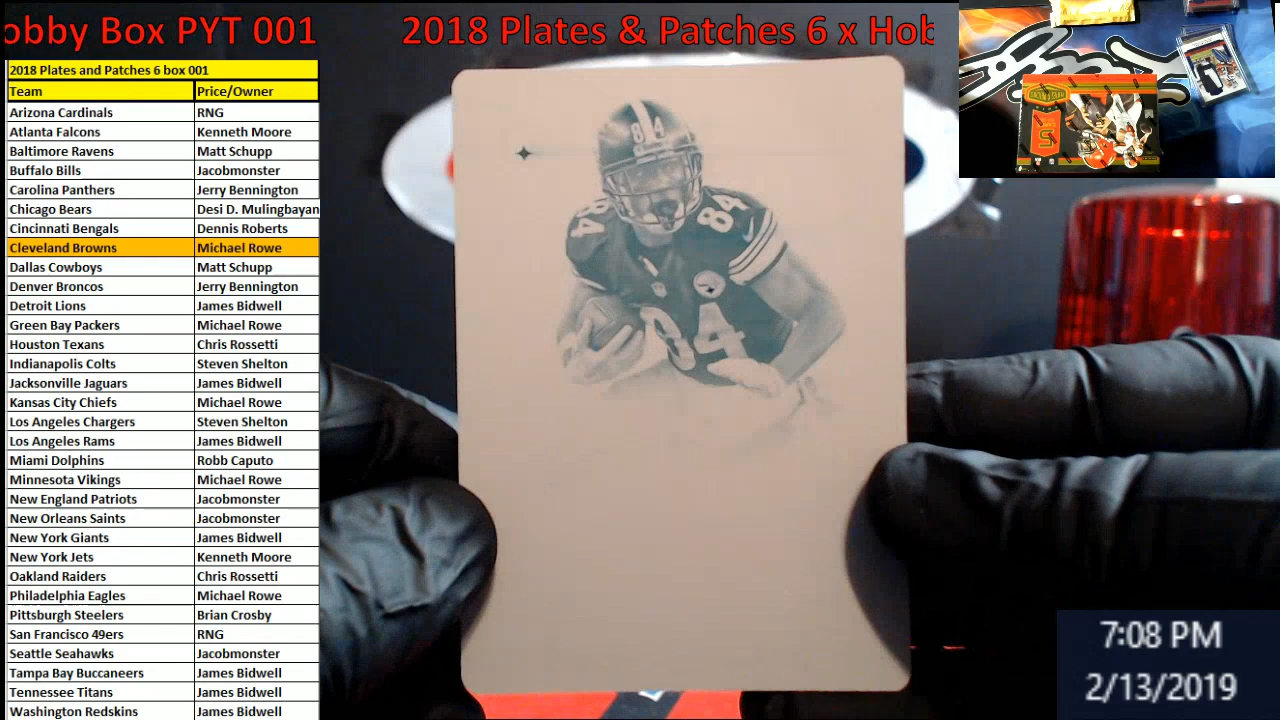 obby Box PYT 001 2018 Plates & Patches 6 x Hob
2018 Plates and Patches 6 box 001
Team Price/Owner
Arizona Cardinals RNG
Atlanta Falcons Kenneth Moore
Baltimore Ravens Matt Schupp
Buffalo Bills Jacobmonster
Carolina Panthers Jerry Bennington
Chicago Bears Desi D. Mulingbayan
Cincinnati Bengals Dennis Roberts
Cleveland Browns Michael Rowe
Dallas Cowboys Matt Schupp
Denver Broncos Jerry Bennington
Detroit Lions James Bidwell
Green Bay Packers Michael Rowe
Houston Texans Chris Rossetti
Indianapolis Colts Steven Shelton
Jacksonville Jaguars James Bidwell
Kansas City Chiefs Michael Rowe
Los Angeles Chargers Steven Shelton
Los Angeles Rams James Bidwell
Miami Dolphins Robb Caputo
Minnesota Vikings Michael Rowe
New England Patriots Jacobmonster
New Orleans Saints Jacobmonster
New York Giants James Bidwell
New York Jets Kenneth Moore
Oakland Raiders Chris Rossetti
Philadelphia Eagles Michael Rowe
Pittsburgh Steelers Brian Crosby
San Francisco 49ers RNG
Seattle Seahawks Jacobmonster
Tampa Bay Buccaneers James Bidwell
Tennessee Titans James Bidwell
Washington Redskins James Bidwell
84
84
84
84
7:08 PM
2/13/2019